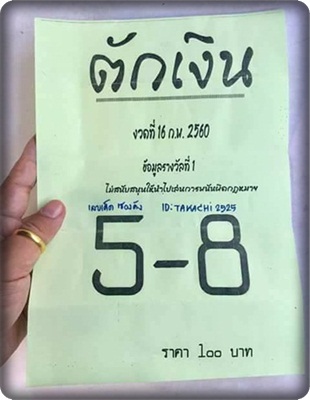 ตักเงิน
งวดที่ 16 ก.พ. 2560
ข้อมูลรางวัลที่ 1
ไม่สนับสนุนให้นำไปเล่นการพนันผิดกฎหมาย
เลขเด็ด ซองดัง ID: TAKACHI 2525
5-8
ราคา ๖๐๐ บาท